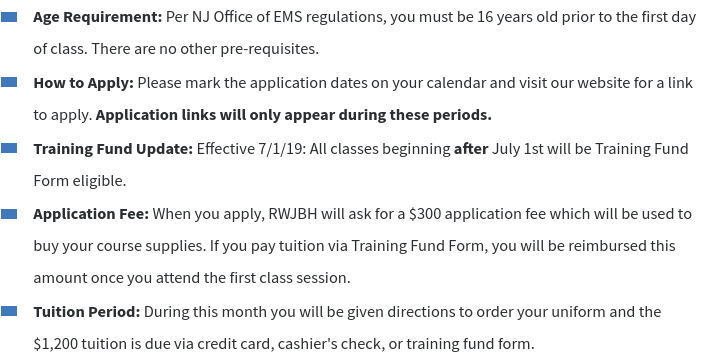 Age Requirement: Per NJ Office of EMS regulations, you must be 16 years old prior to the first day
of class. There are no other pre-requisites.
How to Apply: Please mark the application dates on your calendar and visit our website for a link
to apply. Application links will only appear during these periods.
Training Fund Update: Effective 7/1/19: All classes beginning after July 1st will be Training Fund
Form eligible.
Application Fee: When you apply, RWJBH will ask for a $300 application fee which will be used to
buy your course supplies. If you pay tuition via Training Fund Form, you will be reimbursed this
amount once you attend the first class session.
Tuition Period: During this month you will be given directions to order your uniform and the
$1,200 tuition is due via credit card, cashier's check, or training fund form.